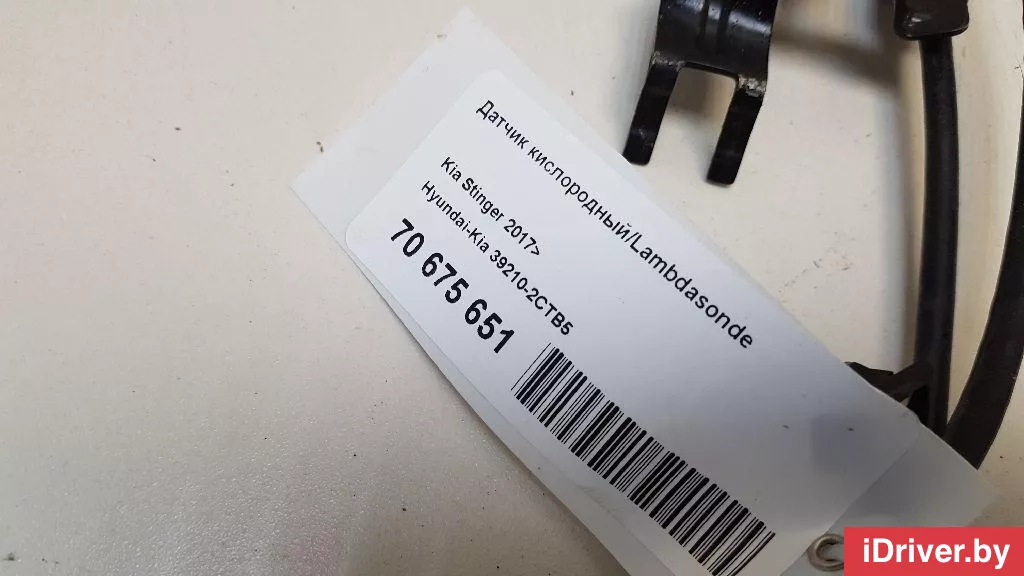 Датчик кислородный/Lambdasonde
Kia Stinger 2017>
Hyundai-Kia 39210-2CTB5
70 675 651
iDriver.by